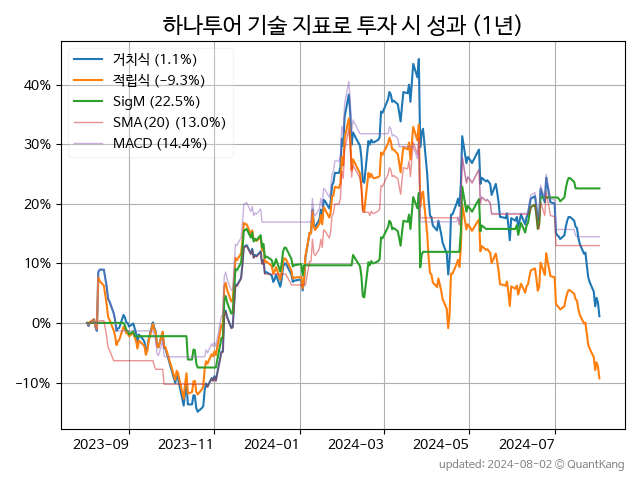 하나투어 기술 지표로 투자 시 성과 (1년)
거치식 (1.1%)
적립식 (−9.3%)
SigM (22.5%)
SMA(20) (13.0%)
MACD (14.4%)
40%
30%
20%
10%
0%
−10%
2023-09 2023-11 2024-01 2024-03 2024-05 2024-07
updated: 2024-08-02 © QuantKang